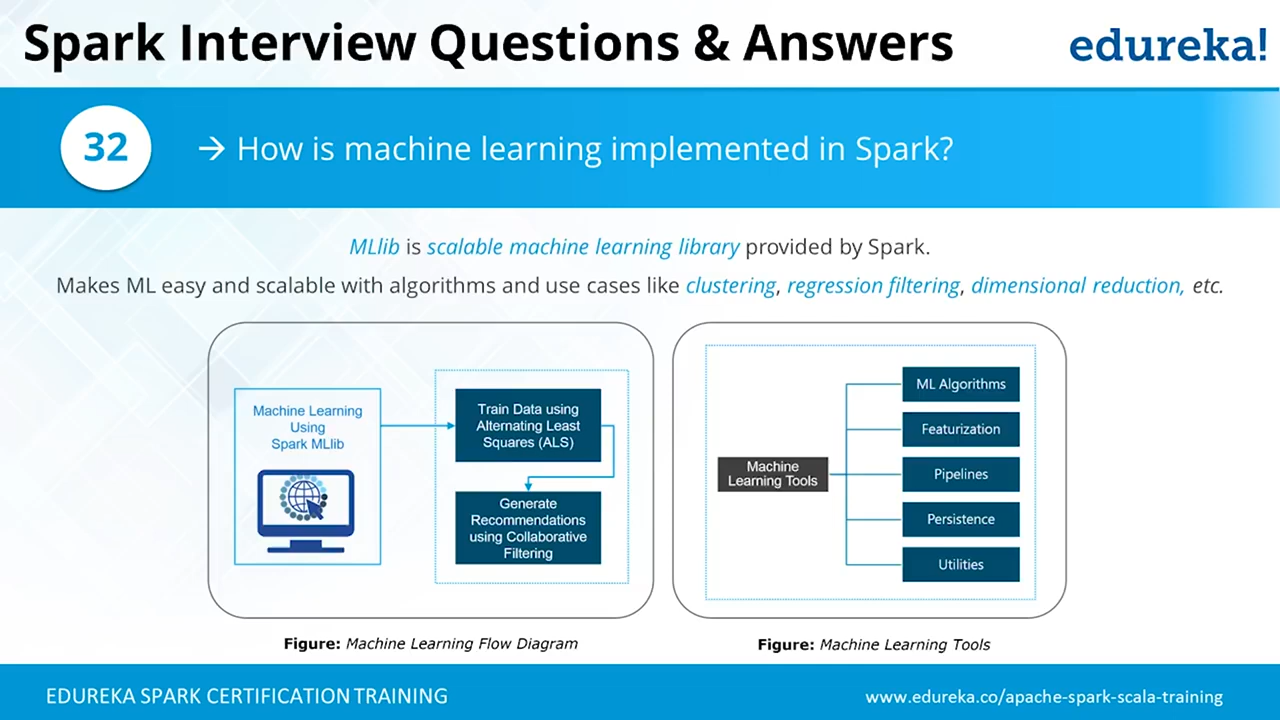 Spark Interview Questions & Answers
edureka!
32
→ How is machine learning implemented in Spark?
MLlib is scalable machine learning library provided by Spark.
Makes ML easy and scalable with algorithms and use cases like clustering, regression filtering, dimensional reduction, etc.
Machine Learning
Using
Spark MLlib
Train Data using
Alternating Least
Squares (ALS)
Generate
Recommendations
using Collaborative
Filtering
Figure: Machine Learning Flow Diagram
Machine
Learning Tools
ML Algorithms
Featurization
Pipelines
Persistence
Utilities
Figure: Machine Learning Tools
EDUREKA SPARK CERTIFICATION TRAINING
www.edureka.co/apache-spark-scala-training